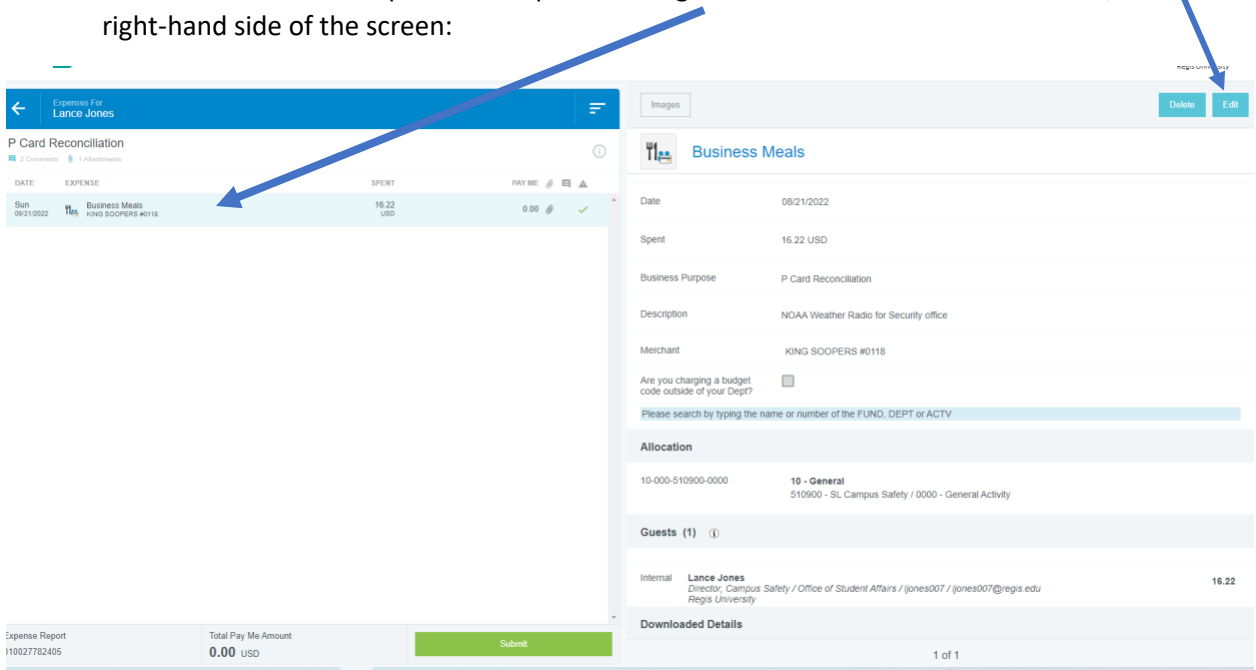 right-hand side of the screen:
Regis University
Expenses For
Lance Jones
P Card Reconciliation
2 Comments 1 Attachments
DATE EXPENSE SPENT PAY ME
Sun Business Meals 16.22 0.00
08/21/2022 KING SOOPERS #0118 USD
Expense Report Total Pay Me Amount Submit
010027782405 0.00 USD
Images Delete Edit
Business Meals
Date 08/21/2022
Spent 16.22 USD
Business Purpose P Card Reconciliation
Description NOAA Weather Radio for Security office
Merchant KING SOOPERS #0118
Are you charging a budget
code outside of your Dept?
Please search by typing the name or number of the FUND, DEPT or ACTV
Allocation
10-000-510900-0000 10 - General
510900 - SL Campus Safety / 0000 - General Activity
Guests (1)
Internal Lance Jones 16.22
Director, Campus Safety / Office of Student Affairs / ljones007 / ljones007@regis.edu
Regis University
Downloaded Details
1 of 1